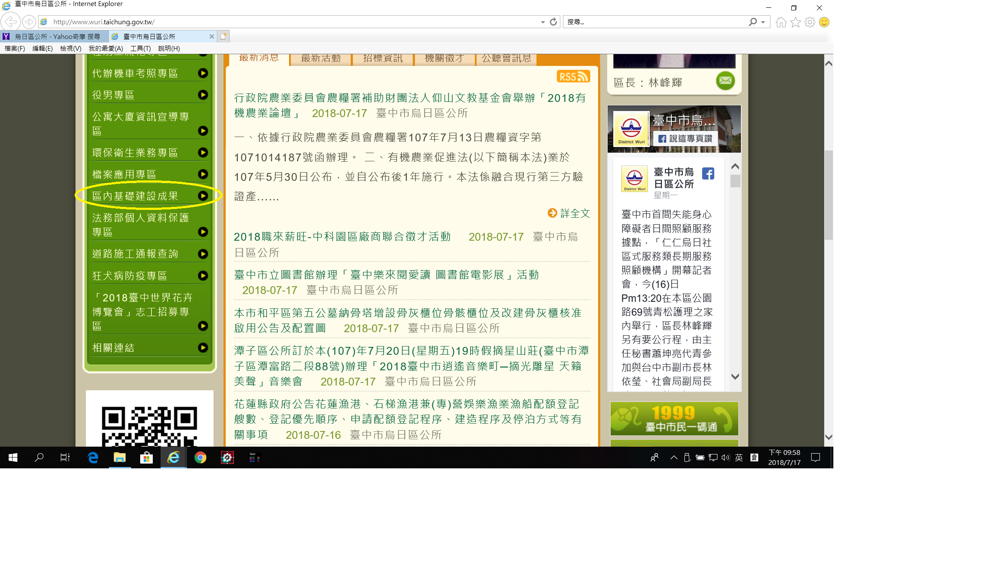 臺中市烏日區公所 - Internet Explorer
http://www.wuri.taichung.gov.tw/
搜尋...
烏日區公所 - Yahoo奇摩 搜尋
臺中市烏日區公所
檔案(F) 編輯(E) 檢視(V) 我的最愛(A) 工具(T) 說明(H)
代辦機車考照專區
役男專區
公寓大廈資訊宣導專
區
環保衛生業務專區
檔案應用專區
區內基礎建設成果
法務部個人資料保護
專區
道路施工通報查詢
狂犬病防疫專區
「2018臺中世界花卉
博覽會」志工招募專
區
相關連結
最新消息 最新活動 招標資訊 機關徵才 公聽會訊息
RSS
行政院農業委員會農糧署補助財團法人仰山文教基金會舉辦「2018有
機農業論壇」 2018-07-17 臺中市烏日區公所
一、依據行政院農業委員會農糧署107年7月13日農糧資字第
1071014187號函辦理。 二、有機農業促進法(以下簡稱本法)業於
107年5月30日公布，並自公布後1年施行。本法係融合現行第三方驗
證產……
詳全文
2018職來薪旺-中科園區廠商聯合徵才活動 2018-07-17 臺中市烏
日區公所
臺中市立圖書館辦理「臺中樂來閱愛讀 圖書館電影展」活動
2018-07-17 臺中市烏日區公所
本市和平區第五公墓納骨塔增設骨灰櫃位骨骸櫃位及改建骨灰櫃核准
啟用公告及配置圖 2018-07-17 臺中市烏日區公所
潭子區公所訂於本(107)年7月20日(星期五)19時假摘星山莊(臺中市潭
子區潭富路二段88號)辦理「2018臺中市逍遙音樂町—摘光雕星 天籟
美聲」音樂會 2018-07-17 臺中市烏日區公所
花蓮縣政府公告花蓮漁港、石梯漁港兼(專)營娛樂漁業漁船配額登記
艘數、登記優先順序、申請配額登記程序、建造程序及停泊方式等有
關事項 2018-07-16 臺中市烏日區公所
區長：林峰輝
District Wuri
臺中市烏...
說這專頁讚
District Wuri
臺中市烏
日區公所
星期一
臺中市首間失能身心
障礙者日間照顧服務
據點，「仁仁烏日社
區式服務類長期服務
照顧機構」開幕記者
會，今(16)日
Pm13:20在本區公園
路69號青松護理之家
內舉行，區長林峰輝
另有要公行程，由主
任秘書蕭坤亮代青參
加與台中市副市長林
依瑩、社會局副局長
1999
臺中市民一碼通
Start
英
倉
下午 09:58
2018/7/17